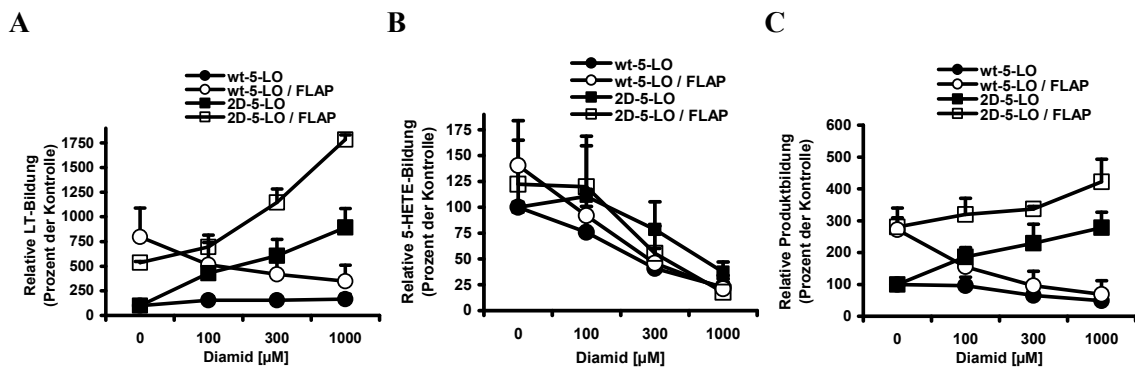 A
wt-5-LO
wt-5-LO / FLAP
2D-5-LO
2D-5-LO / FLAP
Relative LT-Bildung
(Prozent der Kontrolle)
1750
1500
1250
1000
750
500
250
0
0 100 300 1000
Diamid [µM]
B
wt-5-LO
wt-5-LO / FLAP
2D-5-LO
2D-5-LO / FLAP
Relative 5-HETE-Bildung
(Prozent der Kontrolle)
175
150
125
100
75
50
25
0
0 100 300 1000
Diamid [µM]
C
wt-5-LO
wt-5-LO / FLAP
2D-5-LO
2D-5-LO / FLAP
Relative Produktbildung
(Prozent der Kontrolle)
600
500
400
300
200
100
0
0 100 300 1000
Diamid [µM]